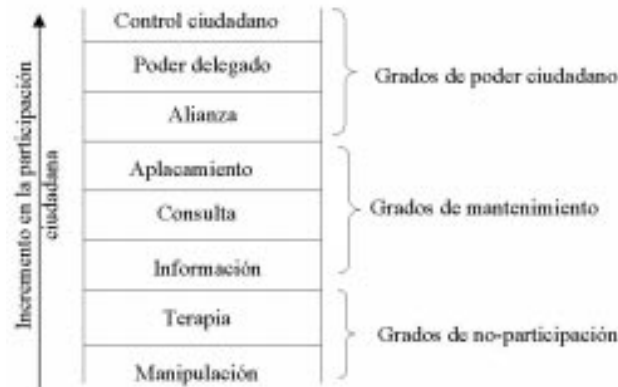 Incremento en la participación
ciudadana
Control ciudadano
Poder delegado
Alianza
Aplacamiento
Consulta
Información
Terapia
Manipulación
Grados de poder ciudadano
Grados de mantenimiento
Grados de no-participación